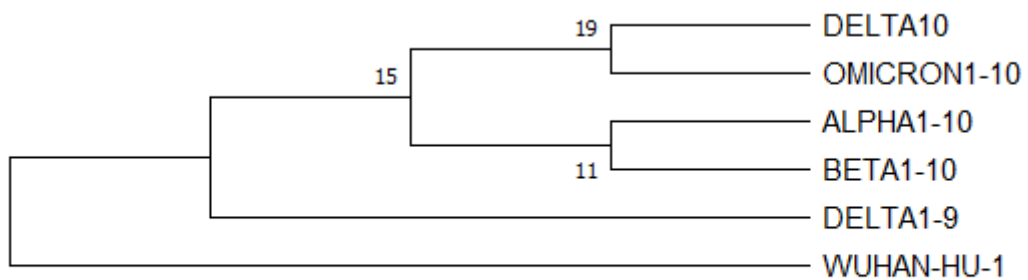 19
DELTA10
15
OMICRON1-10
ALPHA1-10
11
BETA1-10
DELTA1-9
WUHAN-HU-1